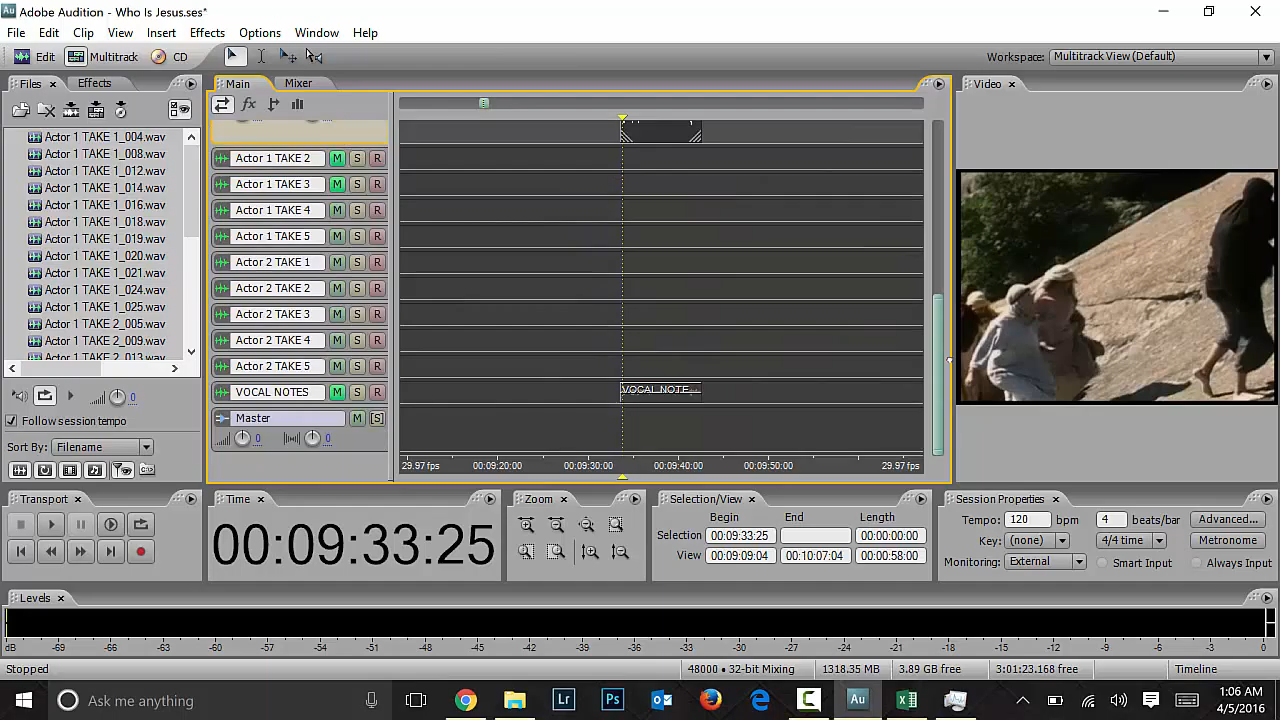 Au Adobe Audition - Who Is Jesus.ses*
File Edit Clip View Insert Effects Options Window Help
Edit Multitrack CD Workspace: Multitrack View (Default)
Files Effects
Main Mixer
Video
fx
Actor 1 TAKE 1_004.wav
Actor 1 TAKE 1_008.wav
Actor 1 TAKE 1_012.wav
Actor 1 TAKE 1_014.wav
Actor 1 TAKE 1_016.wav
Actor 1 TAKE 1_018.wav
Actor 1 TAKE 1_019.wav
Actor 1 TAKE 1_020.wav
Actor 1 TAKE 1_021.wav
Actor 1 TAKE 1_024.wav
Actor 1 TAKE 1_025.wav
Actor 1 TAKE 2_005.wav
Actor 1 TAKE 2_009.wav
Actor 1 TAKE 2_013.wav
0
Follow session tempo
Sort By: Filename
Actor 1 TAKE 2 M S R
Actor 1 TAKE 3 M S R
Actor 1 TAKE 4 M S R
Actor 1 TAKE 5 M S R
Actor 2 TAKE 1 M S R
Actor 2 TAKE 2 M S R
Actor 2 TAKE 3 M S R
Actor 2 TAKE 4 M S R
Actor 2 TAKE 5 M S R
VOCAL NOTES M S R VOCAL NOTE...
Master M S
0 0
29.97 fps 00:09:20:00 00:09:30:00 00:09:40:00 00:09:50:00 29.97 fps
Transport
Time
00:09:33:25
Zoom
Selection/View
Begin End Length
Selection 00:09:33:25 00:00:00:00
View 00:09:09:04 00:10:07:04 00:00:58:00
Session Properties
Tempo: 120 bpm 4 beats/bar Advanced...
Key: (none) 4/4 time Metronome
Monitoring: External Smart Input Always Input
Levels
dB -69 -66 -63 -60 -57 -54 -51 -48 -45 -42 -39 -36 -33 -30 -27 -24 -21 -18 -15 -12 -9 -6 -3 0
Stopped 48000 • 32-bit Mixing 1318.35 MB 3.89 GB free 3:01:23.168 free Timeline
Ask me anything Lr Ps Au 1:06 AM
4/5/2016